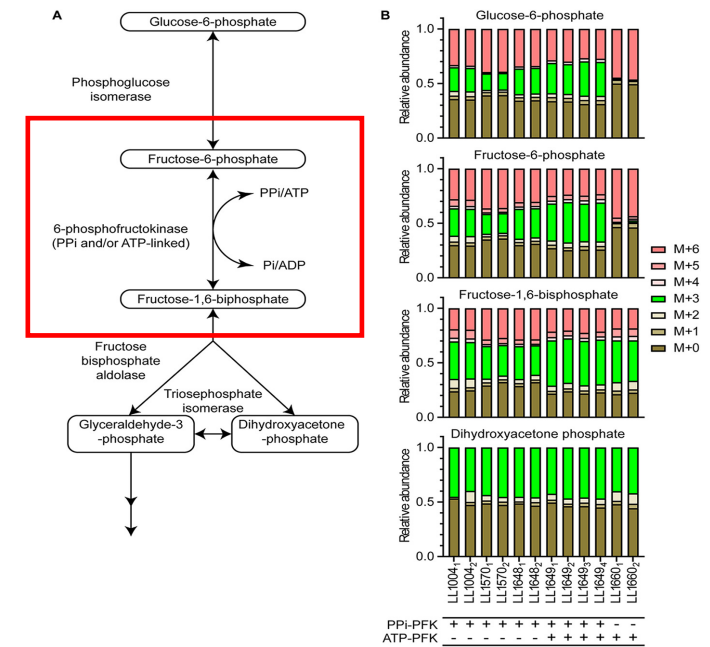 A
Glucose-6-phosphate
Phosphoglucose
isomerase
Fructose-6-phosphate
PPi/ATP
6-phosphofructokinase
(PPi and/or ATP-linked)
Pi/ADP
Fructose-1,6-biphosphate
Fructose
bisphosphate
aldolase
Triosephosphate
isomerase
Glyceraldehyde-3
-phosphate
Dihydroxyacetone
-phosphate
B
Glucose-6-phosphate
Relative abundance
1.0
0.5
0.0
Fructose-6-phosphate
Relative abundance
1.0
0.5
0.0
Fructose-1,6-bisphosphate
Relative abundance
1.0
0.5
0.0
Dihydroxyacetone phosphate
Relative abundance
1.0
0.5
0.0
M+6
M+5
M+4
M+3
M+2
M+1
M+0
LL1004₁ LL1004₂ LL1570₁ LL1570₂ LL1648₁ LL1648₂ LL1649₁ LL1649₂ LL1649₃ LL1649₄ LL1660₁ LL1660₂
PPi-PFK + + + + + + + + + + - -
ATP-PFK - - - - - - + + + + + +